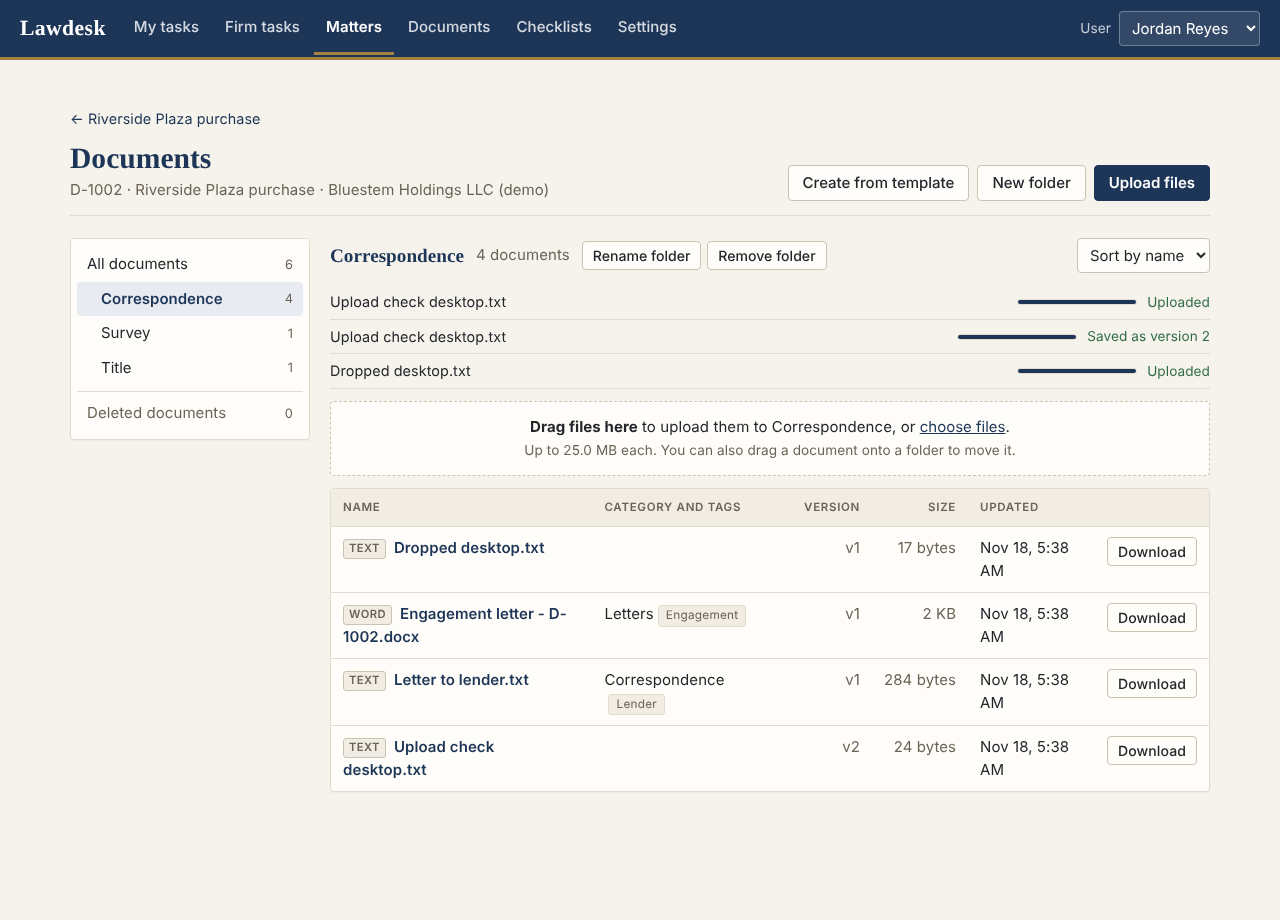 Lawdesk My tasks Firm tasks Matters Documents Checklists Settings User Jordan Reyes
← Riverside Plaza purchase
Documents
D-1002 · Riverside Plaza purchase · Bluestem Holdings LLC (demo)
Create from template New folder Upload files
All documents 6
Correspondence 4
Survey 1
Title 1
Deleted documents 0
Correspondence 4 documents Rename folder Remove folder Sort by name
Upload check desktop.txt Uploaded
Upload check desktop.txt Saved as version 2
Dropped desktop.txt Uploaded
Drag files here to upload them to Correspondence, or choose files.
Up to 25.0 MB each. You can also drag a document onto a folder to move it.
NAME CATEGORY AND TAGS VERSION SIZE UPDATED
TEXT Dropped desktop.txt v1 17 bytes Nov 18, 5:38 Download
AM
WORD Engagement letter - D- Letters Engagement v1 2 KB Nov 18, 5:38 Download
1002.docx AM
TEXT Letter to lender.txt Correspondence v1 284 bytes Nov 18, 5:38 Download
Lender AM
TEXT Upload check v2 24 bytes Nov 18, 5:38 Download
desktop.txt AM